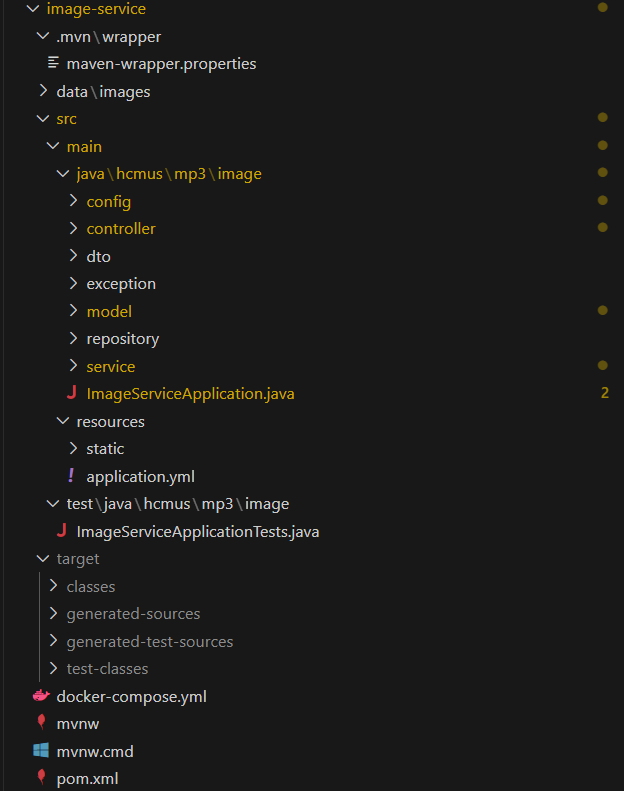 image-service
.mvn\wrapper
maven-wrapper.properties
data\images
src
main
java\hcmus\mp3\image
config
controller
dto
exception
model
repository
service
ImageServiceApplication.java 2
resources
static
application.yml
test\java\hcmus\mp3\image
ImageServiceApplicationTests.java
target
classes
generated-sources
generated-test-sources
test-classes
docker-compose.yml
mvnw
mvnw.cmd
pom.xml